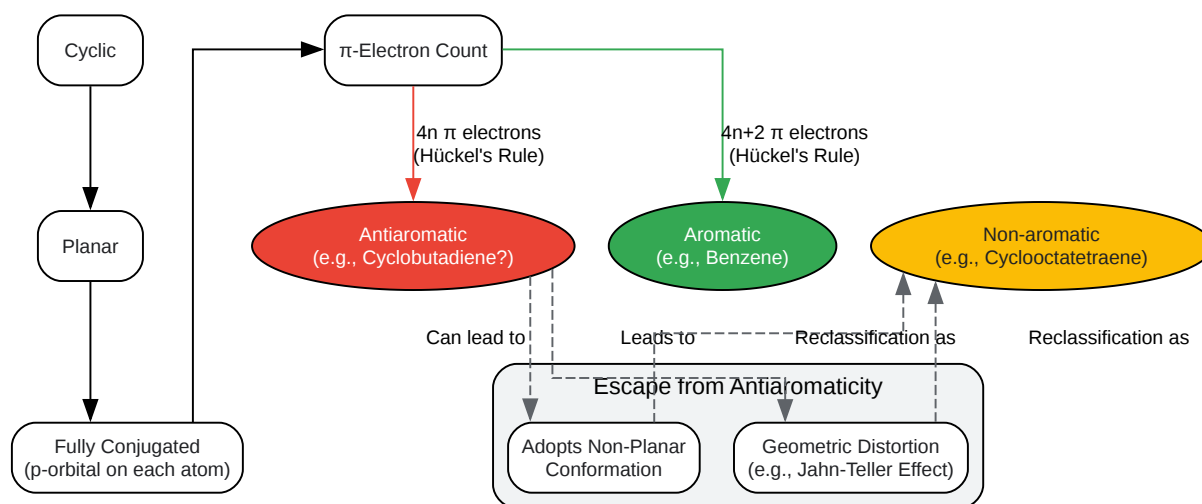 Cyclic
π-Electron Count
4n π electrons
(Hückel's Rule)
4n+2 π electrons
(Hückel's Rule)
Planar
Antiaromatic
(e.g., Cyclobutadiene?)
Aromatic
(e.g., Benzene)
Non-aromatic
(e.g., Cyclooctatetraene)
Can lead to
Leads to
Reclassification as
Reclassification as
Escape from Antiaromaticity
Fully Conjugated
(p-orbital on each atom)
Adopts Non-Planar
Conformation
Geometric Distortion
(e.g., Jahn-Teller Effect)